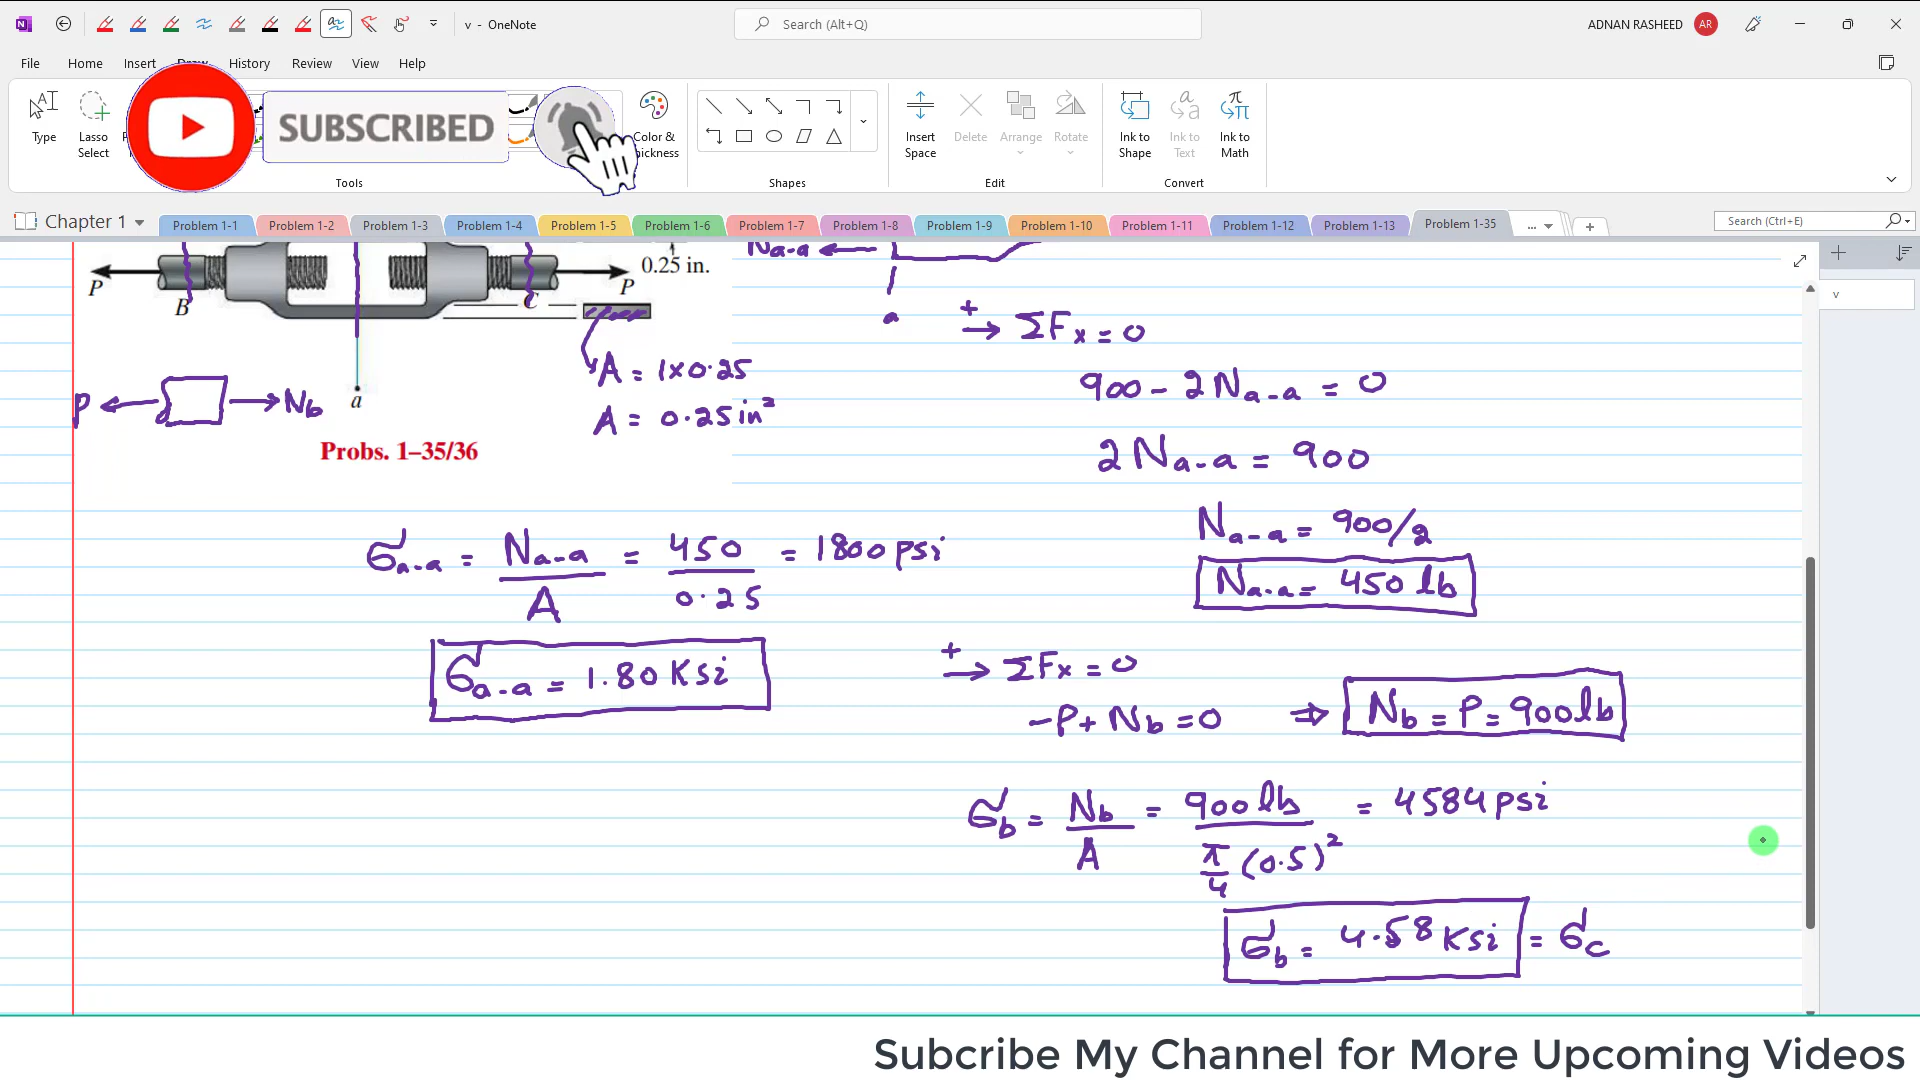 v - OneNote
Search (Alt+Q)
ADNAN RASHEED AR
File Home Insert Draw History Review View Help
Type
Lasso Select
SUBSCRIBED
Color &
Insert Space
Delete
Arrange
Rotate
Ink to Shape
Ink to Text
Ink to Math
Tools Shapes Edit Convert
Chapter 1
Problem 1-1 Problem 1-2 Problem 1-3 Problem 1-4 Problem 1-5 Problem 1-6 Problem 1-7 Problem 1-8 Problem 1-9 Problem 1-10 Problem 1-11 Problem 1-12 Problem 1-13 Problem 1-35 ...
Search (Ctrl+E)
v
Na-a
0.25 in.
P B C P
a
+→ ΣFx = 0
A = 1×0.25
900 - 2Na-a = 0
P Nb a
A = 0.25 in²
Probs. 1–35/36
2Na-a = 900
Na-a = 900/2
σa-a = Na-a/A = 450/0.25 = 1800 psi
Na-a = 450 lb
σa-a = 1.80 Ksi
+→ ΣFx = 0
-P + Nb = 0 ⇒ Nb = P = 900 lb
σb = Nb/A = 900 lb / π/4 (0.5)² = 4584 psi
σb = 4.58 Ksi = σc
Subcribe My Channel for More Upcoming Videos